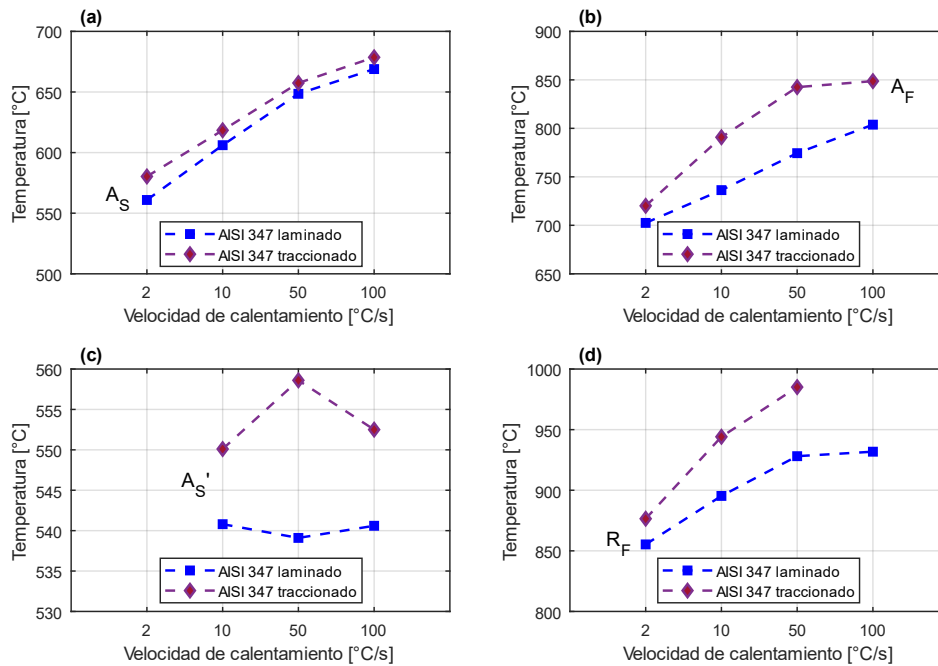 (a)
700
650
600
550
500
Temperatura [°C]
A_S
AISI 347 laminado
AISI 347 traccionado
2 10 50 100
Velocidad de calentamiento [°C/s]
(b)
900
850
800
750
700
650
Temperatura [°C]
A_F
AISI 347 laminado
AISI 347 traccionado
2 10 50 100
Velocidad de calentamiento [°C/s]
(c)
560
555
550
545
540
535
530
Temperatura [°C]
A_S'
AISI 347 laminado
AISI 347 traccionado
2 10 50 100
Velocidad de calentamiento [°C/s]
(d)
1000
950
900
850
800
Temperatura [°C]
R_F
AISI 347 laminado
AISI 347 traccionado
2 10 50 100
Velocidad de calentamiento [°C/s]